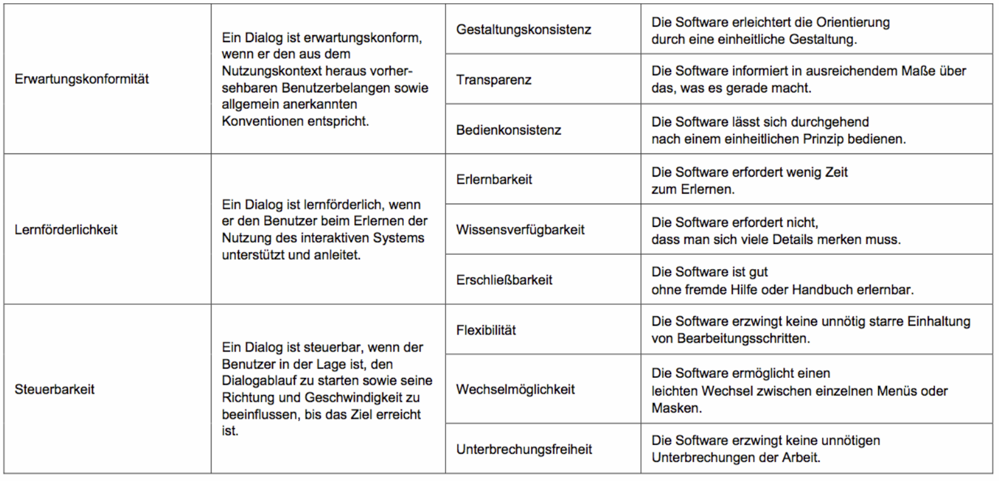 Erwartungskonformität
Ein Dialog ist erwartungskonform,
wenn er den aus dem
Nutzungskontext heraus vorher-
sehbaren Benutzerbelangen sowie
allgemein anerkannten
Konventionen entspricht.
Gestaltungskonsistenz
Die Software erleichtert die Orientierung
durch eine einheitliche Gestaltung.
Transparenz
Die Software informiert in ausreichendem Maße über
das, was es gerade macht.
Bedienkonsistenz
Die Software lässt sich durchgehend
nach einem einheitlichen Prinzip bedienen.
Lernförderlichkeit
Ein Dialog ist lernförderlich, wenn
er den Benutzer beim Erlernen der
Nutzung des interaktiven Systems
unterstützt und anleitet.
Erlernbarkeit
Die Software erfordert wenig Zeit
zum Erlernen.
Wissensverfügbarkeit
Die Software erfordert nicht,
dass man sich viele Details merken muss.
Erschließbarkeit
Die Software ist gut
ohne fremde Hilfe oder Handbuch erlernbar.
Steuerbarkeit
Ein Dialog ist steuerbar, wenn der
Benutzer in der Lage ist, den
Dialogablauf zu starten sowie seine
Richtung und Geschwindigkeit zu
beeinflussen, bis das Ziel erreicht
ist.
Flexibilität
Die Software erzwingt keine unnötig starre Einhaltung
von Bearbeitungsschritten.
Wechselmöglichkeit
Die Software ermöglicht einen
leichten Wechsel zwischen einzelnen Menüs oder
Masken.
Unterbrechungsfreiheit
Die Software erzwingt keine unnötigen
Unterbrechungen der Arbeit.